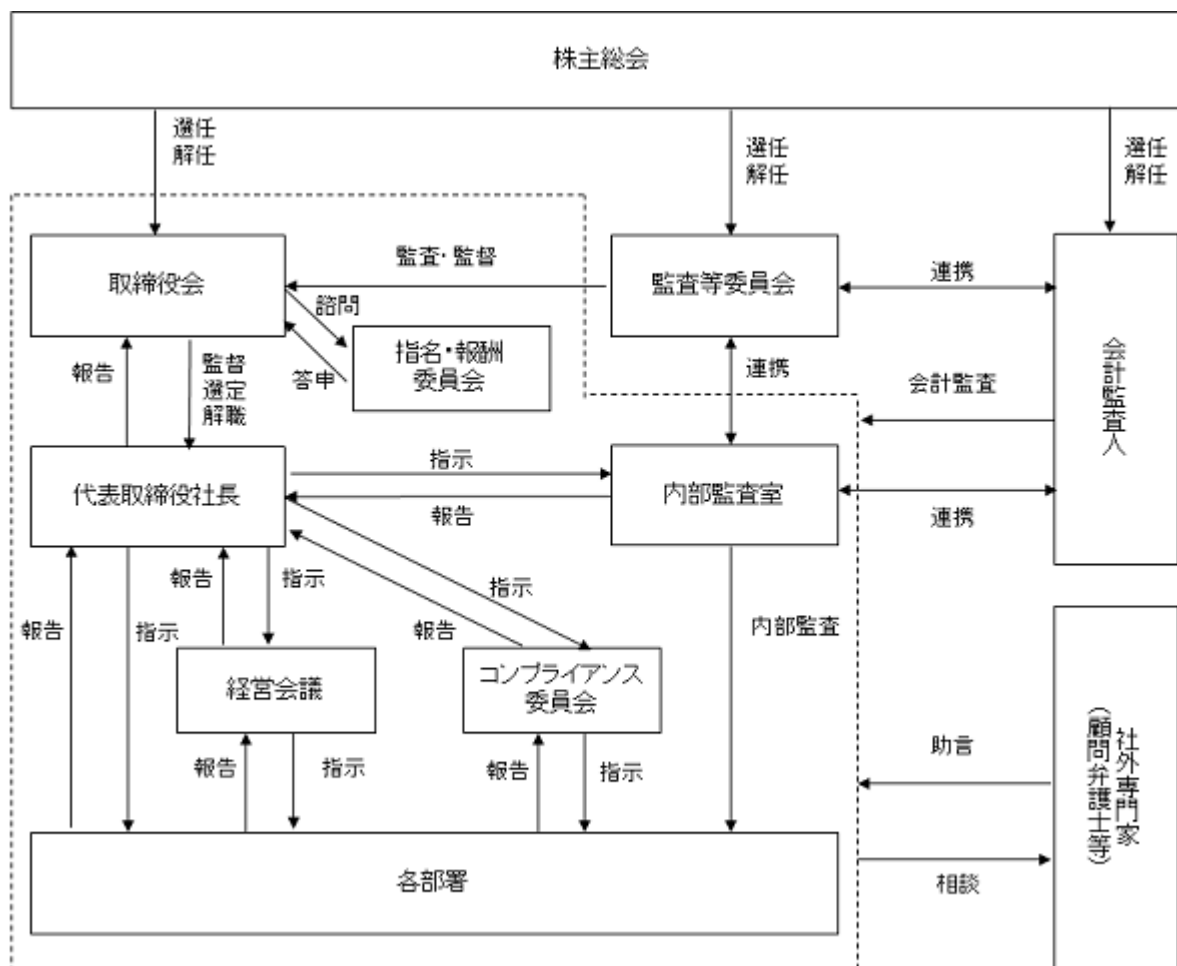 株主総会
選任
解任
選任
解任
選任
解任
取締役会
監査・監督
監査等委員会
連携
諮問
指名・報酬
委員会
答申
報告
監督
選定
解職
連携
会計監査
会計監査人
代表取締役社長
指示
報告
内部監査室
連携
報告
指示
報告
指示
指示
報告
内部監査
経営会議
コンプライアンス
委員会
報告
指示
報告
指示
助言
相談
社外専門家
（顧問弁護士等）
各部署